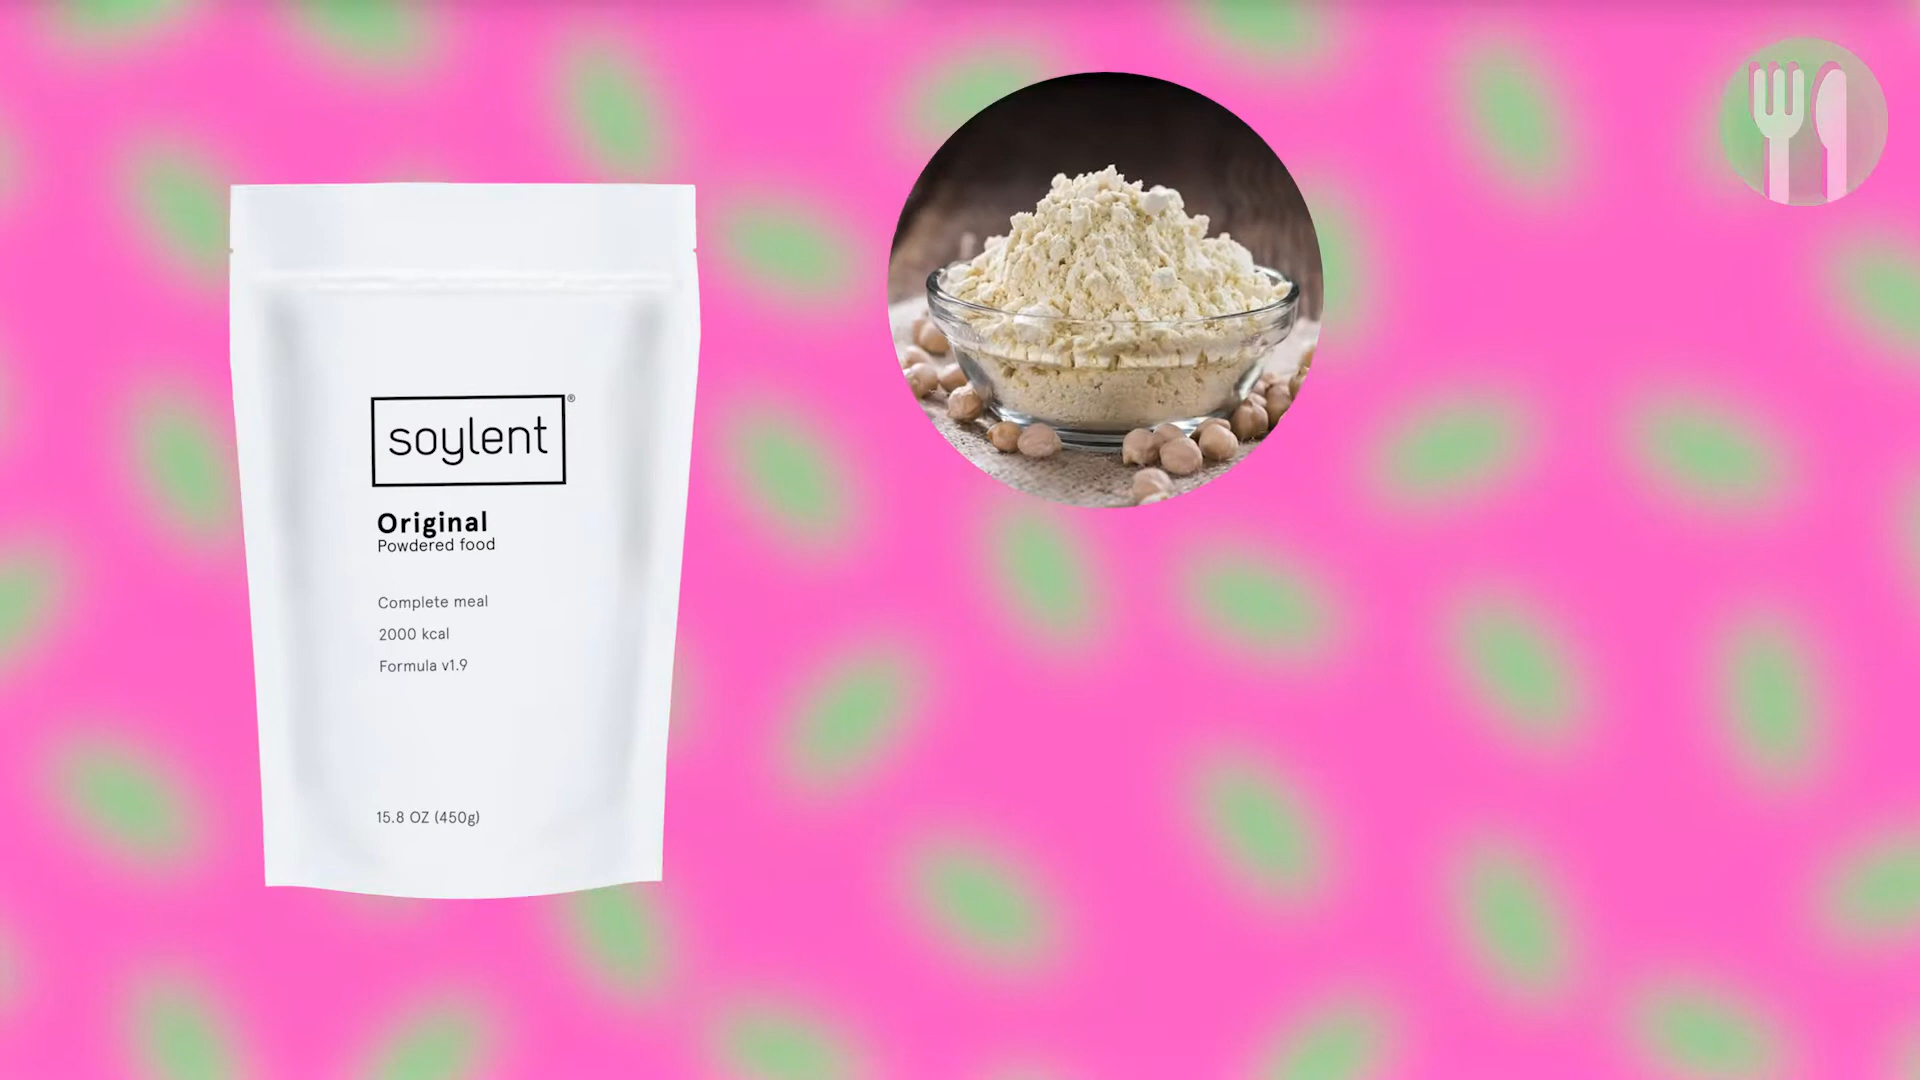 soylent®
Original
Powdered food
Complete meal
2000 kcal
Formula v1.9
15.8 OZ (450g)